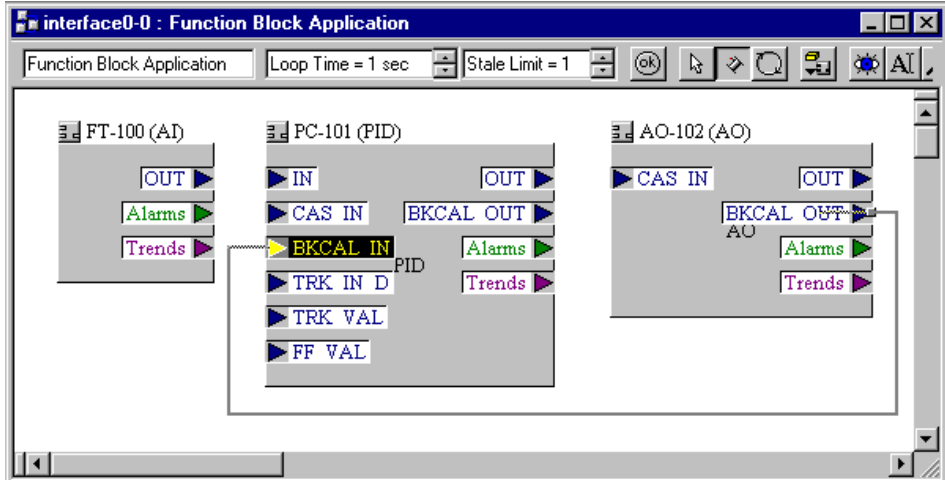 interface0-0 : Function Block Application
Function Block Application Loop Time = 1 sec Stale Limit = 1 ok AI
FT-100 (AI)
OUT
Alarms
Trends
PC-101 (PID)
IN OUT
CAS IN BKCAL OUT
BKCAL IN Alarms
PID
TRK IN D Trends
TRK VAL
FF VAL
AO-102 (AO)
CAS IN OUT
BKCAL OUT
AO
Alarms
Trends